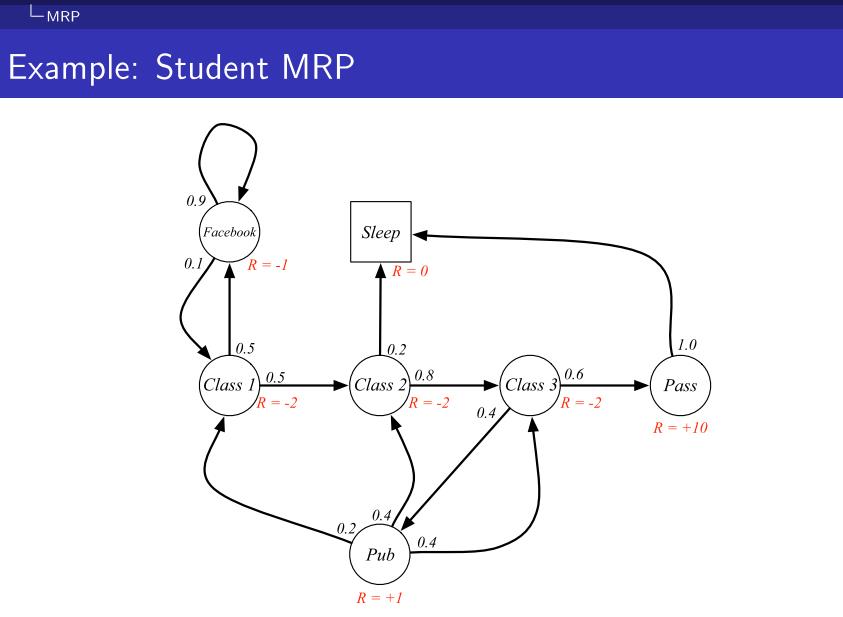 MRP
Example: Student MRP
0.9
Facebook
Sleep
0.1
R = -1
R = 0
0.5
0.2
1.0
Class 1
0.5
Class 2
0.8
Class 3
0.6
Pass
R = -2
R = -2
R = -2
0.4
R = +10
0.4
0.2
0.4
Pub
R = +1